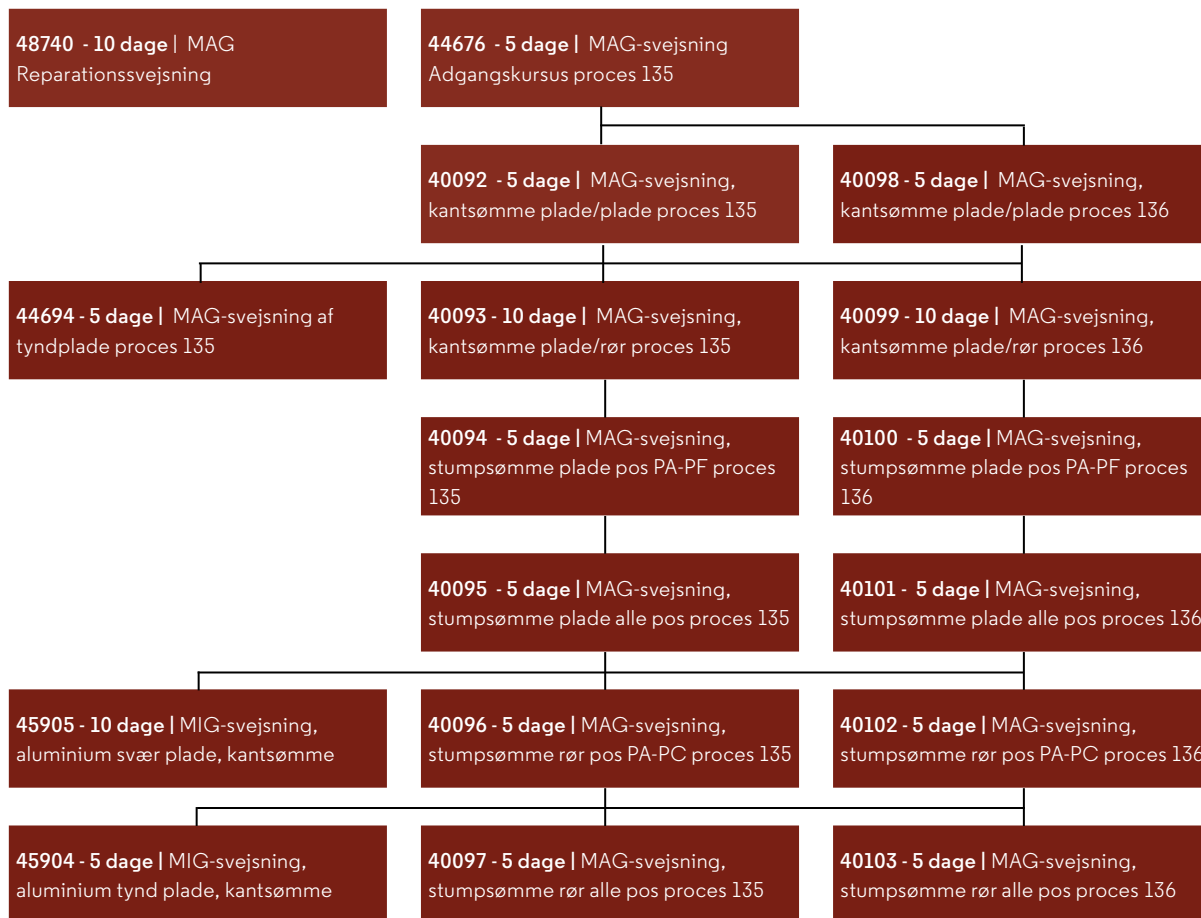 48740 - 10 dage | MAG
Reparationssvejsning
44676 - 5 dage | MAG-svejsning
Adgangskursus proces 135
40092 - 5 dage | MAG-svejsning,
kantsømme plade/plade proces 135
40098 - 5 dage | MAG-svejsning,
kantsømme plade/plade proces 136
44694 - 5 dage | MAG-svejsning af
tyndplade proces 135
40093 - 10 dage | MAG-svejsning,
kantsømme plade/rør proces 135
40099 - 10 dage | MAG-svejsning,
kantsømme plade/rør proces 136
40094 - 5 dage | MAG-svejsning,
stumpsømme plade pos PA-PF proces
135
40100 - 5 dage | MAG-svejsning,
stumpsømme plade pos PA-PF proces
136
40095 - 5 dage | MAG-svejsning,
stumpsømme plade alle pos proces 135
40101 - 5 dage | MAG-svejsning,
stumpsømme plade alle pos proces 136
45905 - 10 dage | MIG-svejsning,
aluminium svær plade, kantsømme
40096 - 5 dage | MAG-svejsning,
stumpsømme rør pos PA-PC proces 135
40102 - 5 dage | MAG-svejsning,
stumpsømme rør pos PA-PC proces 136
45904 - 5 dage | MIG-svejsning,
aluminium tynd plade, kantsømme
40097 - 5 dage | MAG-svejsning,
stumpsømme rør alle pos proces 135
40103 - 5 dage | MAG-svejsning,
stumpsømme rør alle pos proces 136